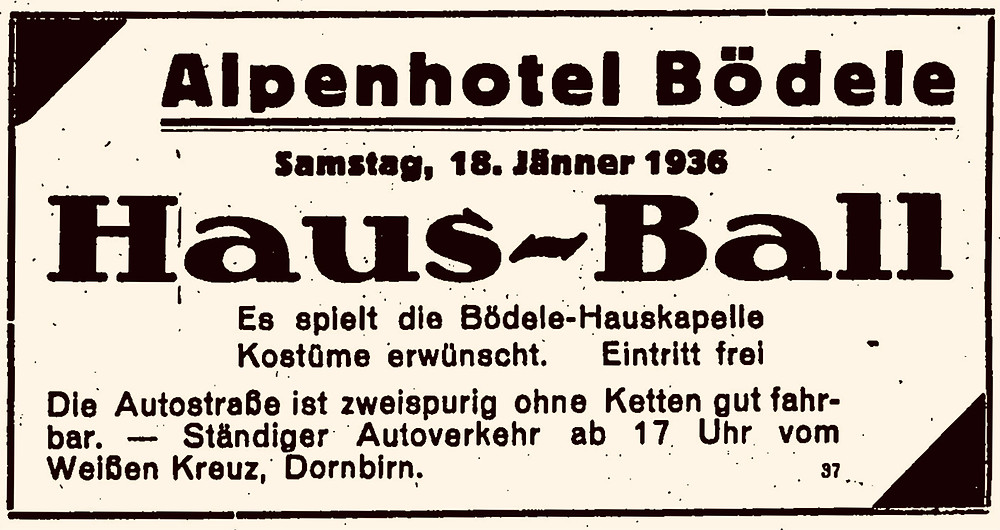 Alpenhotel Bödele
Samstag, 18. Jänner 1936
Haus-Ball
Es spielt die Bödele-Hauskapelle
Kostüme erwünscht. Eintritt frei
Die Autostraße ist zweispurig ohne Ketten gut fahr-
bar. — Ständiger Autoverkehr ab 17 Uhr vom
Weißen Kreuz, Dornbirn. 37